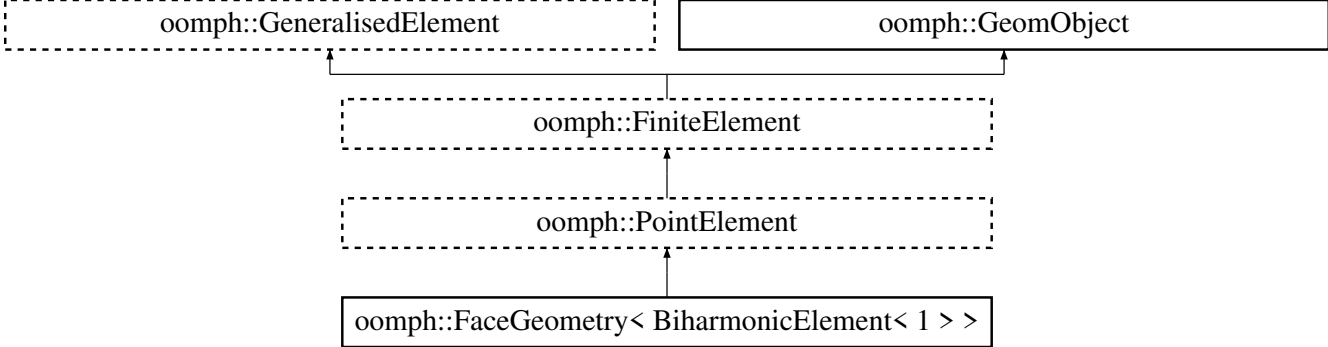 oomph::GeneralisedElement
oomph::GeomObject
oomph::FiniteElement
oomph::PointElement
oomph::FaceGeometry< BiharmonicElement< 1 > >